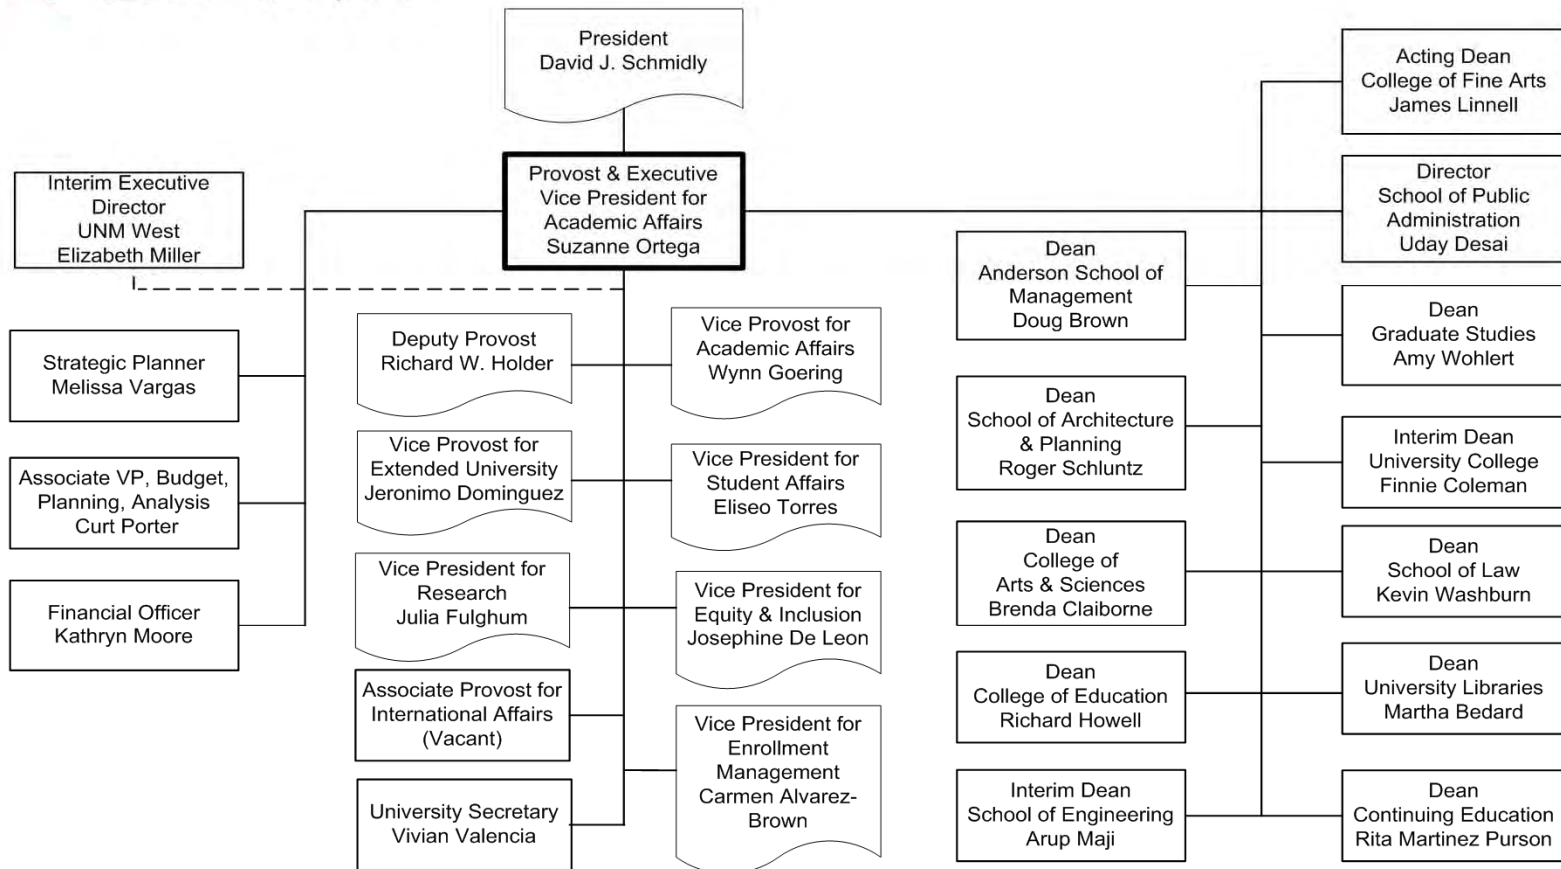 President
David J. Schmidly
Provost & Executive
Vice President for
Academic Affairs
Suzanne Ortega
Interim Executive
Director
UNM West
Elizabeth Miller
Strategic Planner
Melissa Vargas
Associate VP, Budget,
Planning, Analysis
Curt Porter
Financial Officer
Kathryn Moore
Deputy Provost
Richard W. Holder
Vice Provost for
Extended University
Jeronimo Dominguez
Vice President for
Research
Julia Fulghum
Associate Provost for
International Affairs
(Vacant)
University Secretary
Vivian Valencia
Vice Provost for
Academic Affairs
Wynn Goering
Vice President for
Student Affairs
Eliseo Torres
Vice President for
Equity & Inclusion
Josephine De Leon
Vice President for
Enrollment
Management
Carmen Alvarez-
Brown
Dean
Anderson School of
Management
Doug Brown
Dean
School of Architecture
& Planning
Roger Schluntz
Dean
College of
Arts & Sciences
Brenda Claiborne
Dean
College of Education
Richard Howell
Interim Dean
School of Engineering
Arup Maji
Acting Dean
College of Fine Arts
James Linnell
Director
School of Public
Administration
Uday Desai
Dean
Graduate Studies
Amy Wohlert
Interim Dean
University College
Finnie Coleman
Dean
School of Law
Kevin Washburn
Dean
University Libraries
Martha Bedard
Dean
Continuing Education
Rita Martinez Purson